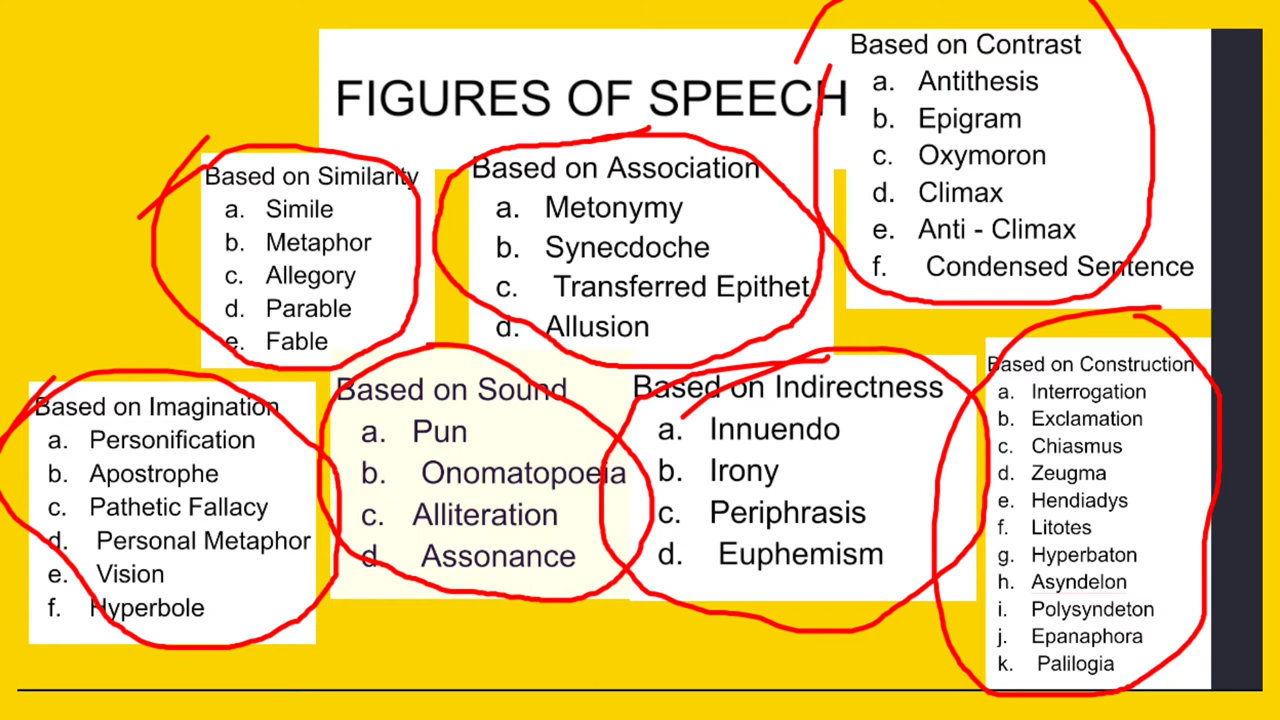 FIGURES OF SPEECH
Based on Similarity
a. Simile
b. Metaphor
c. Allegory
d. Parable
e. Fable
Based on Association
a. Metonymy
b. Synecdoche
c. Transferred Epithet
d. Allusion
Based on Contrast
a. Antithesis
b. Epigram
c. Oxymoron
d. Climax
e. Anti - Climax
f. Condensed Sentence
Based on Imagination
a. Personification
b. Apostrophe
c. Pathetic Fallacy
d. Personal Metaphor
e. Vision
f. Hyperbole
Based on Sound
a. Pun
b. Onomatopoeia
c. Alliteration
d. Assonance
Based on Indirectness
a. Innuendo
b. Irony
c. Periphrasis
d. Euphemism
Based on Construction
a. Interrogation
b. Exclamation
c. Chiasmus
d. Zeugma
e. Hendiadys
f. Litotes
g. Hyperbaton
h. Asyndelon
i. Polysyndeton
j. Epanaphora
k. Palilogia